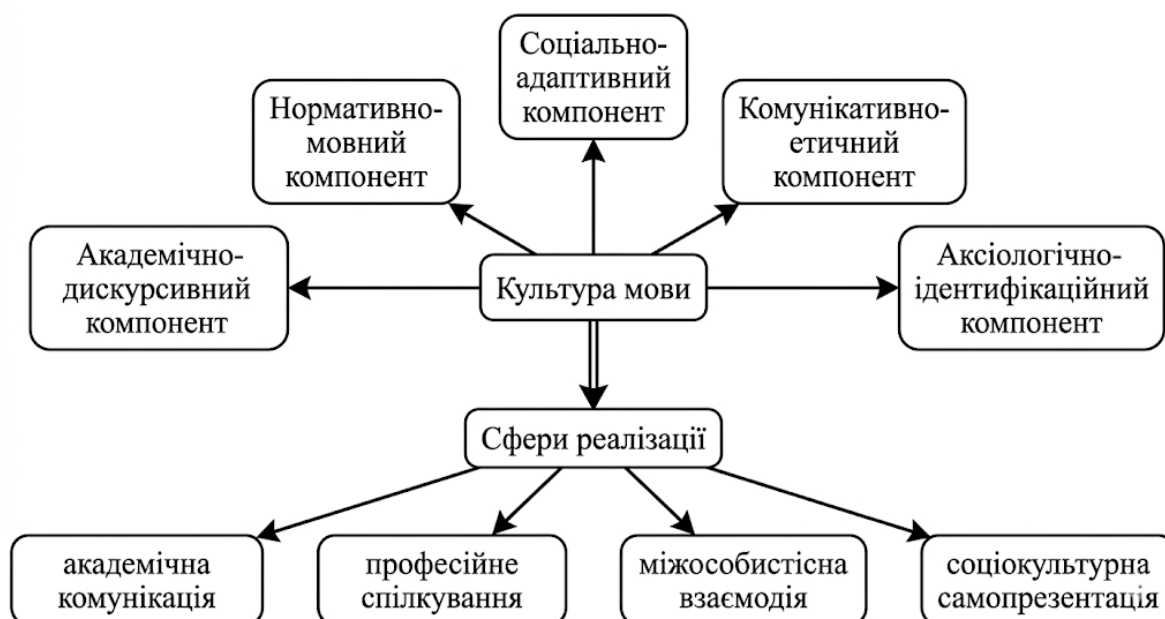 Соціально-
адаптивний
компонент
Нормативно-
мовний
компонент
Комунікативно-
етичний
компонент
Академічно-
дискурсивний
компонент
Культура мови
Аксіологічно-
ідентифікаційний
компонент
Сфери реалізації
академічна
комунікація
професійне
спілкування
міжособистісна
взаємодія
соціокультурна
самопрезентація